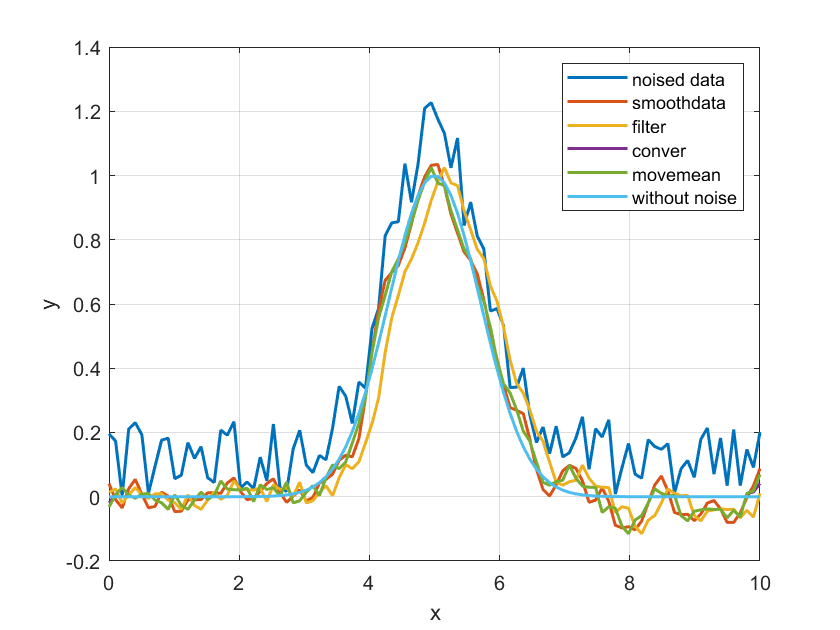 1.4
1.2
1
0.8
0.6
0.4
0.2
0
-0.2
0
2
4
6
8
10
x
y
noised data
smoothdata
filter
conver
movemean
without noise